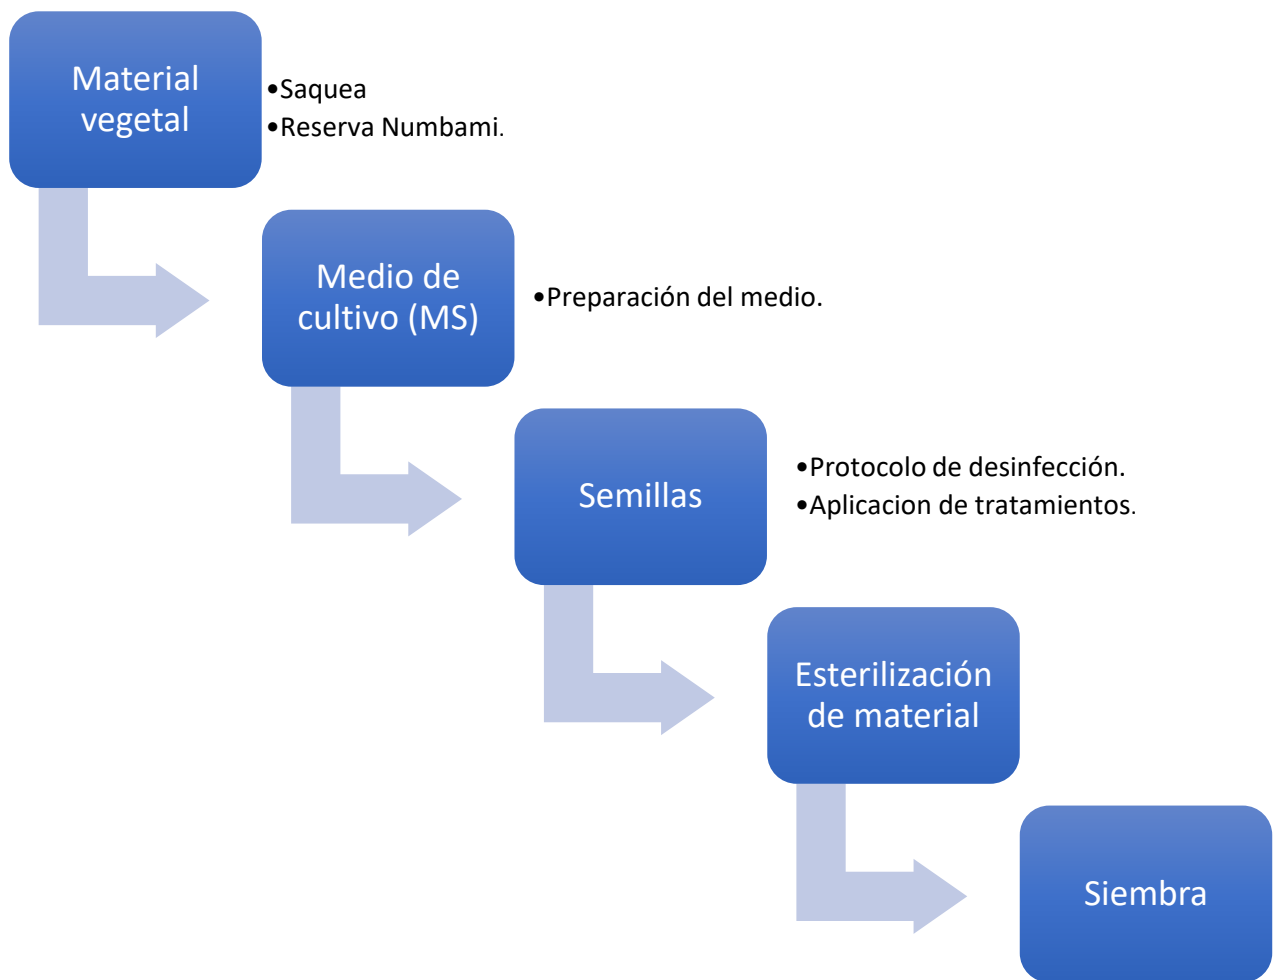 Material
vegetal
•Saquea
•Reserva Numbami.
Medio de
cultivo (MS)
•Preparación del medio.
Semillas
•Protocolo de desinfección.
•Aplicacion de tratamientos.
Esterilización
de material
Siembra